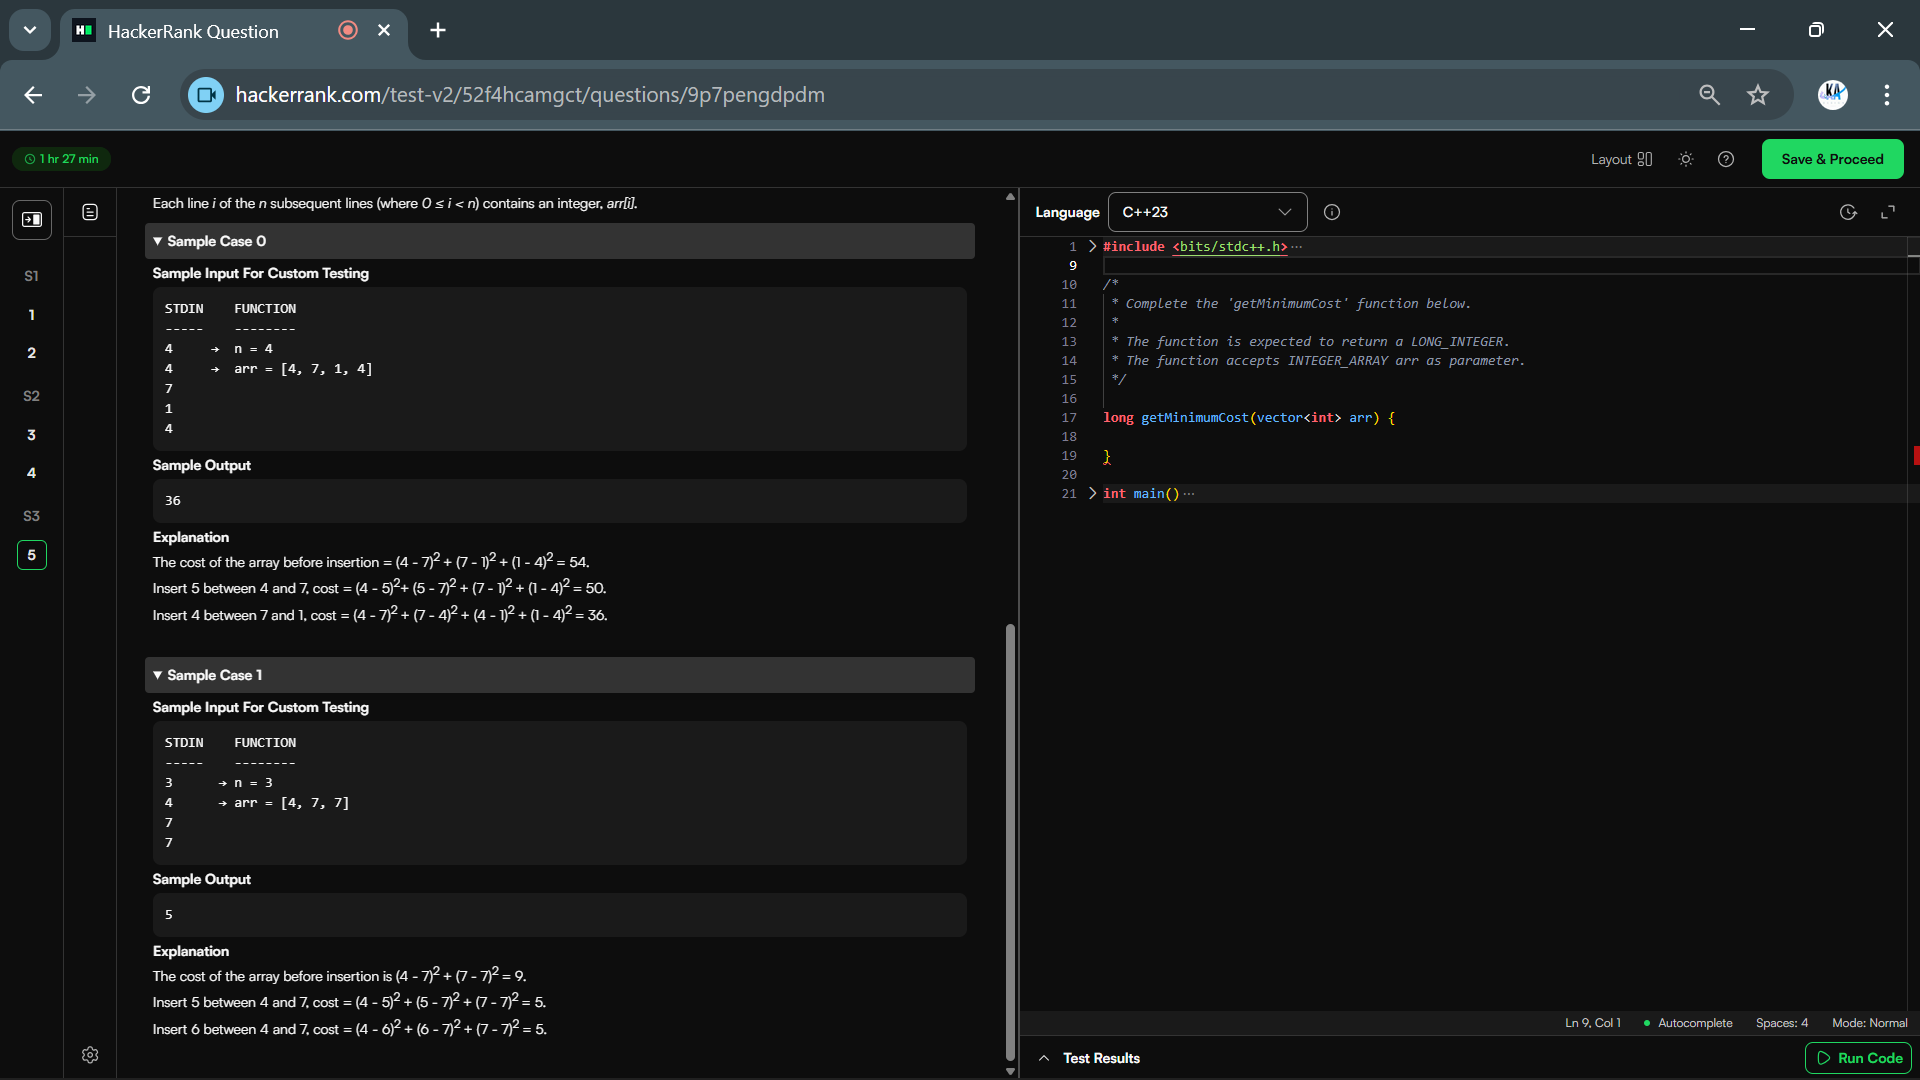 HackerRank Question
hackerrank.com/test-v2/52f4hcamgct/questions/9p7pengdpdm
KA
1 hr 27 min
Layout
Save & Proceed
S1
1
2
S2
3
4
S3
5
Each line i of the n subsequent lines (where 0 ≤ i < n) contains an integer, arr[i].
▼ Sample Case 0
Sample Input For Custom Testing
STDIN    FUNCTION
-----    --------
4     →  n = 4
4     →  arr = [4, 7, 1, 4]
7
1
4
Sample Output
36
Explanation
The cost of the array before insertion = (4 - 7)² + (7 - 1)² + (1 - 4)² = 54.
Insert 5 between 4 and 7, cost = (4 - 5)²+ (5 - 7)² + (7 - 1)² + (1 - 4)² = 50.
Insert 4 between 7 and 1, cost = (4 - 7)² + (7 - 4)² + (4 - 1)² + (1 - 4)² = 36.
▼ Sample Case 1
Sample Input For Custom Testing
STDIN    FUNCTION
-----    --------
3      → n = 3
4      → arr = [4, 7, 7]
7
7
Sample Output
5
Explanation
The cost of the array before insertion is (4 - 7)² + (7 - 7)² = 9.
Insert 5 between 4 and 7, cost = (4 - 5)² + (5 - 7)² + (7 - 7)² = 5.
Insert 6 between 4 and 7, cost = (4 - 6)² + (6 - 7)² + (7 - 7)² = 5.
Language C++23
1 #include <bits/stdc++.h>···
9
10 /*
11 * Complete the 'getMinimumCost' function below.
12 *
13 * The function is expected to return a LONG_INTEGER.
14 * The function accepts INTEGER_ARRAY arr as parameter.
15 */
16
17 long getMinimumCost(vector<int> arr) {
18
19 }
20
21 int main()···
Ln 9, Col 1 Autocomplete Spaces: 4 Mode: Normal
Test Results
Run Code